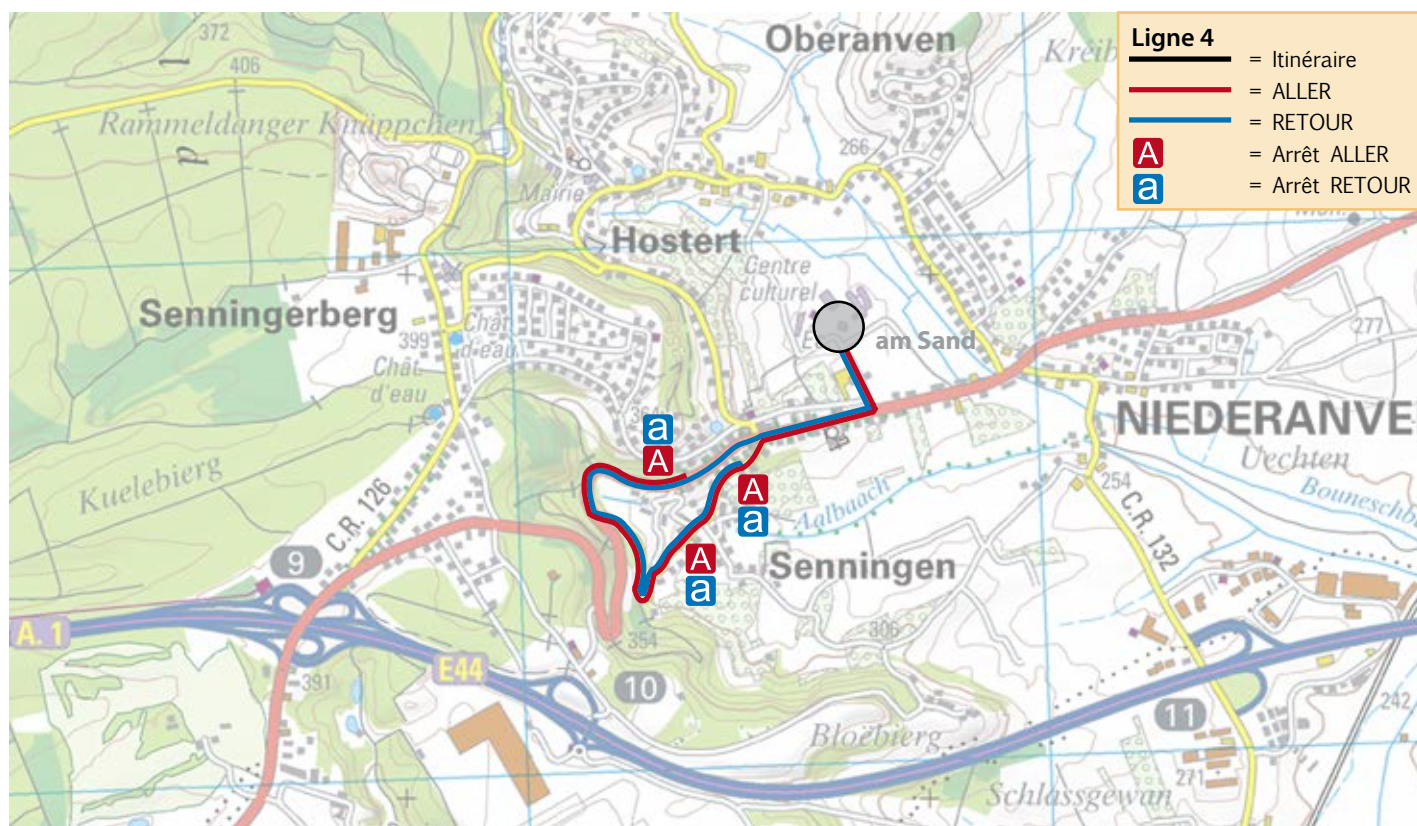 Ligne 4
= Itinéraire
= ALLER
= RETOUR
A = Arrêt ALLER
a = Arrêt RETOUR
372
Oberanven
406
Rammeldanger Knäppchen
266
Mairie
Hostert
Centre
culturel
Senningerberg
399
Chât.
d'eau
Chât.
d'eau
am Sand
277
NIEDERANVE
Uechten
a
A
A
a
Kuelebierg
C.R. 126
Aalbaach
254
Bounesch
C.R. 132
A
a
Senningen
9
306
A. 1
354
E44
391
10
11
242
Bloebierg
271
Schlassgewan